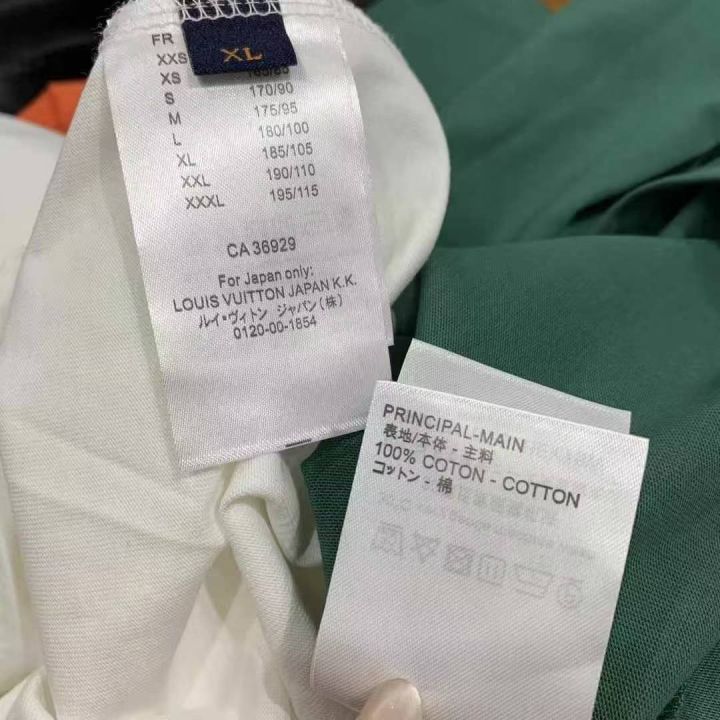 XL
FR
XXS
XS 165/85
S 170/90
M 175/95
L 180/100
XL 185/105
XXL 190/110
XXXL 195/115
CA 36929
For Japan only:
LOUIS VUITTON JAPAN K.K.
ルイ・ヴィトン ジャパン(株)
0120-00-1854
PRINCIPAL-MAIN
表地/本体 - 主料
100% COTON - COTTON
コットン - 棉